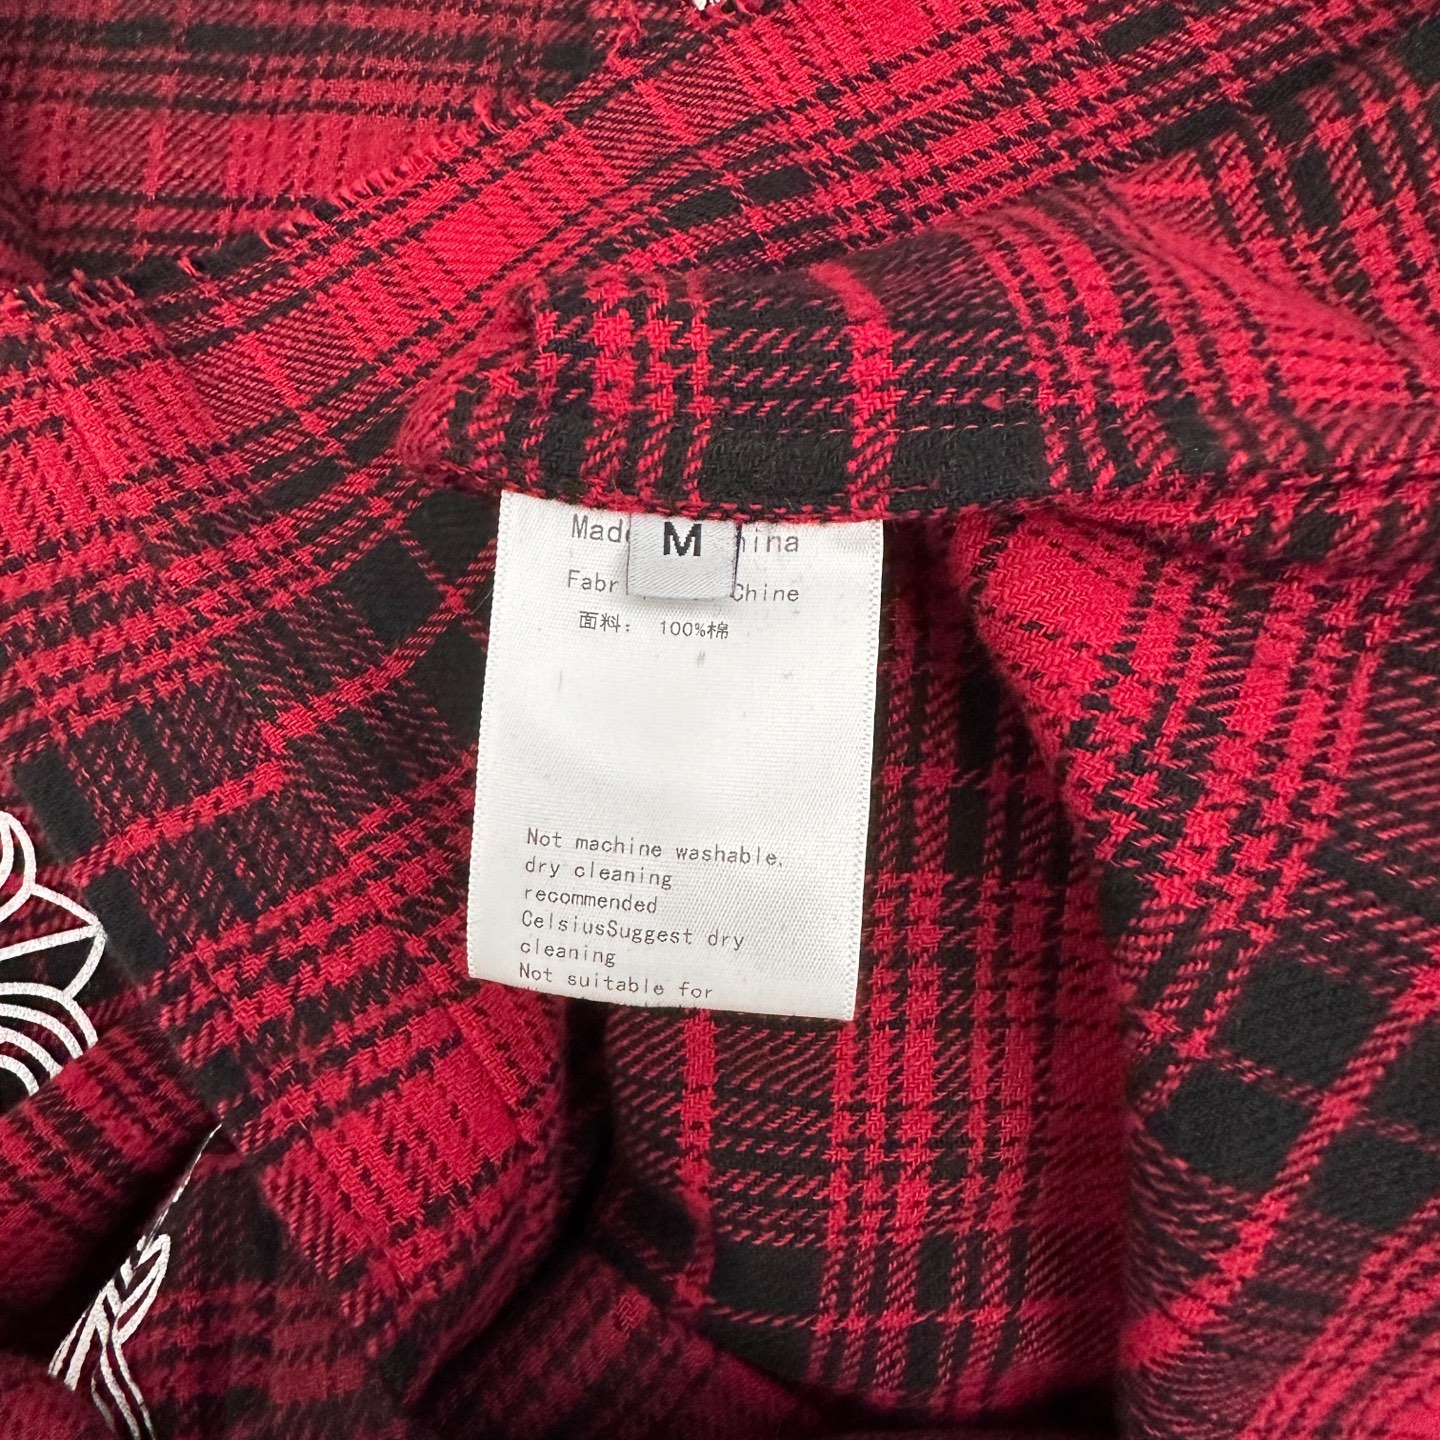 M
Mad hina
Fabr Chine
面料： 100%棉
Not machine washable,
dry cleaning
recommended
CelsiusSuggest dry
cleaning
Not suitable for